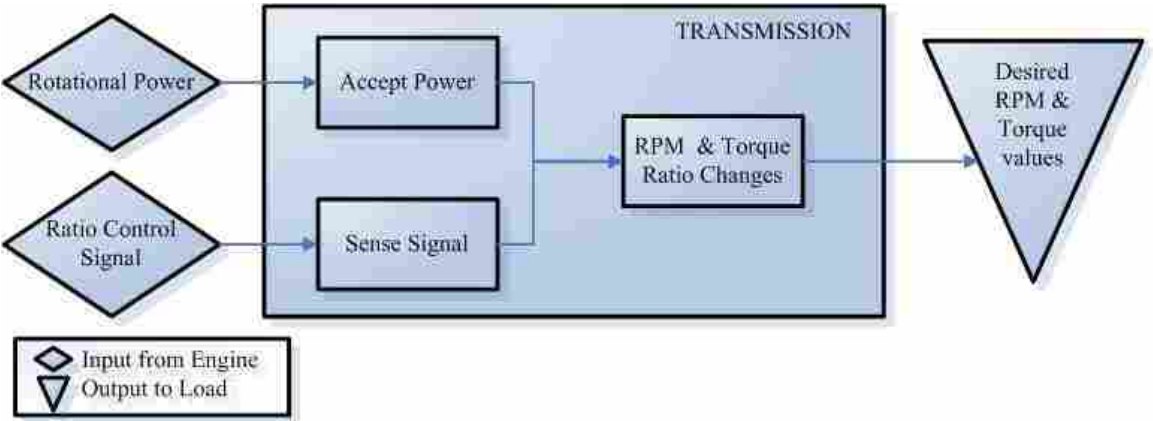 TRANSMISSION
Rotational Power
Accept Power
Desired
RPM &
Torque
values
RPM & Torque
Ratio Changes
Ratio Control
Signal
Sense Signal
Input from Engine
Output to Load